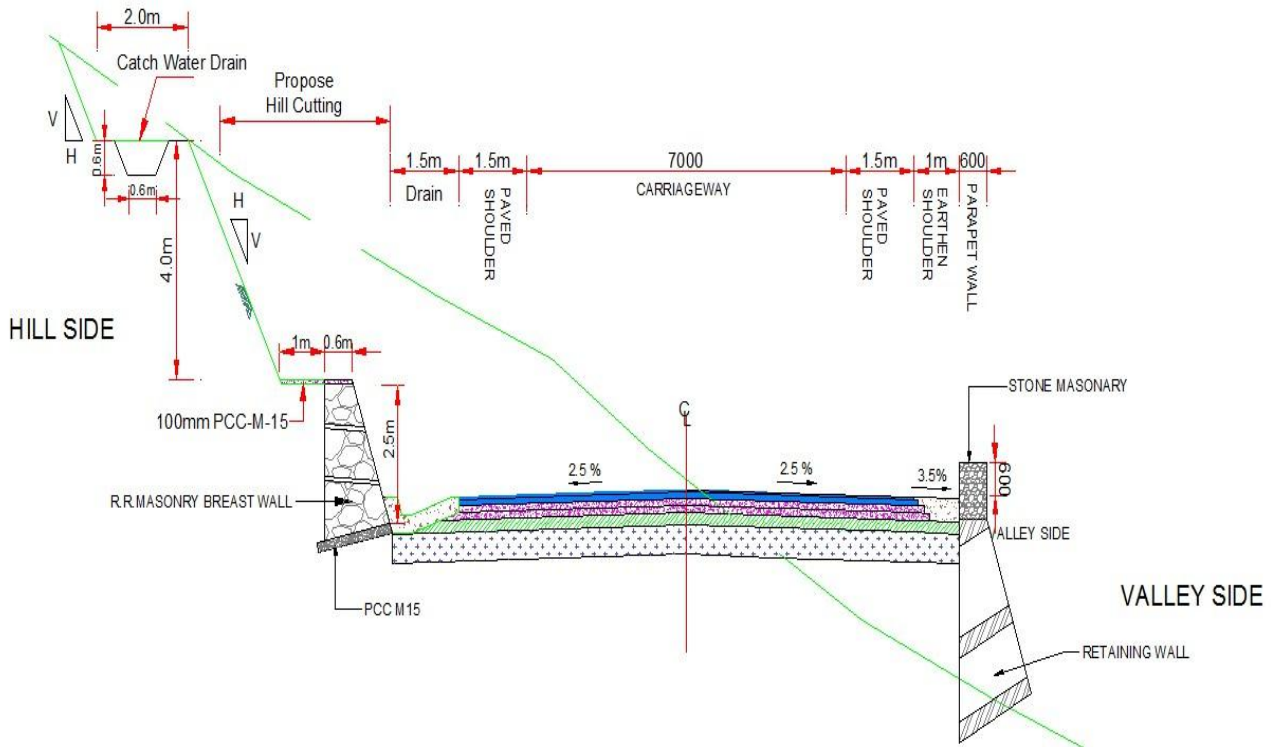 2.0m
Catch Water Drain
Propose
Hill Cutting
V
H
0.6m
0.6m
4.0m
H
V
1.5m
1.5m
7000
1.5m
1m
600
Drain
PAVED
SHOULDER
CARRIAGEWAY
PAVED
SHOULDER
EARTHEN
SHOULDER
PARAPET WALL
HILL SIDE
1m
0.6m
100mm PCC-M-15
2.5m
STONE MASONARY
C
L
2.5 %
2.5 %
3.5%
600
R.R.MASONRY BREAST WALL
ALLEY SIDE
PCC M15
VALLEY SIDE
RETAINING WALL